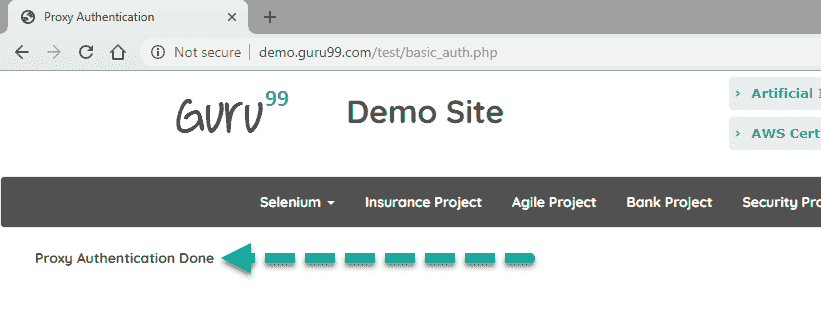 Proxy Authentication
Not secure | demo.guru99.com/test/basic_auth.php
Guru99
Demo Site
Artificial
AWS Cert
Selenium
Insurance Project
Agile Project
Bank Project
Security Pro
Proxy Authentication Done